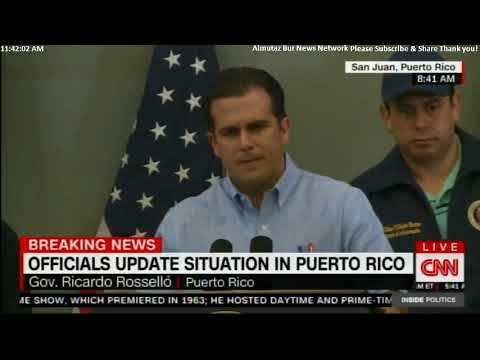 11:42:02 AM
Almutaz Bur News Network Please Subscribe & Share Thank you!
San Juan, Puerto Rico
8:41 AM
BREAKING NEWS
LIVE
OFFICIALS UPDATE SITUATION IN PUERTO RICO
CNN
Gov. Ricardo Rosselló | Puerto Rico
ME SHOW, WHICH PREMIERED IN 1963; HE HOSTED DAYTIME AND PRIME-TIM
INSIDE POLITICS